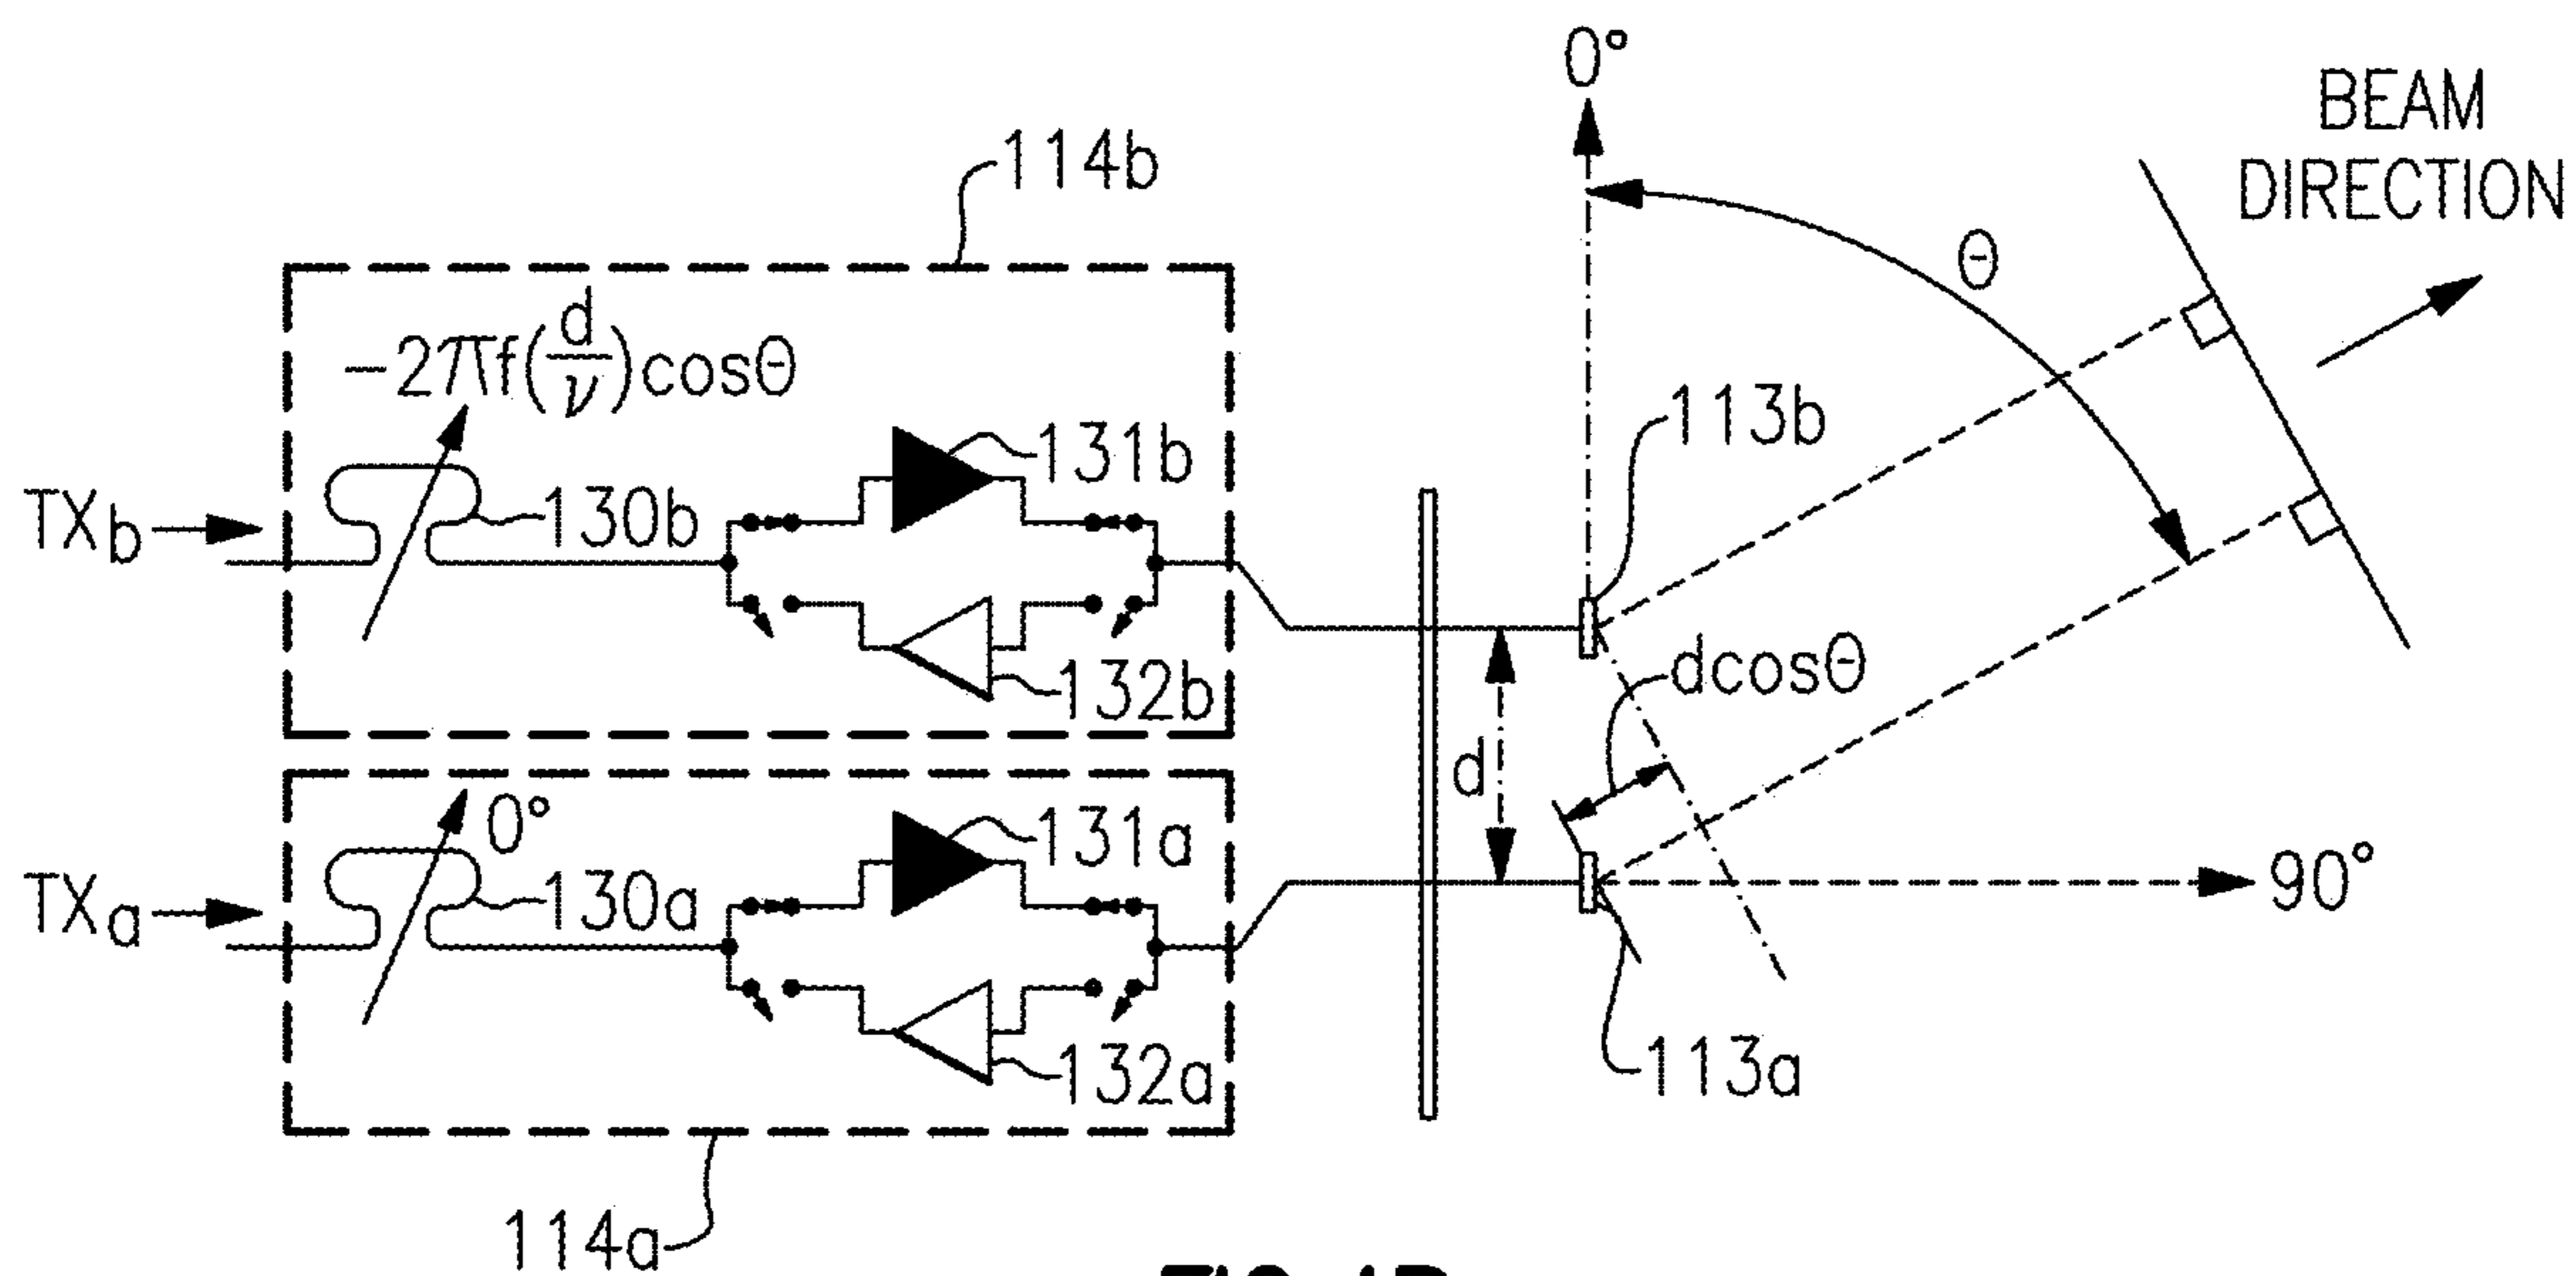 0°
BEAM
DIRECTION
114b
θ
-2πf(d/ν)cosθ
113b
131b
TXb
130b
dcosθ
132b
d
0°
131a
TXa
130a
90°
132a
113a
114a